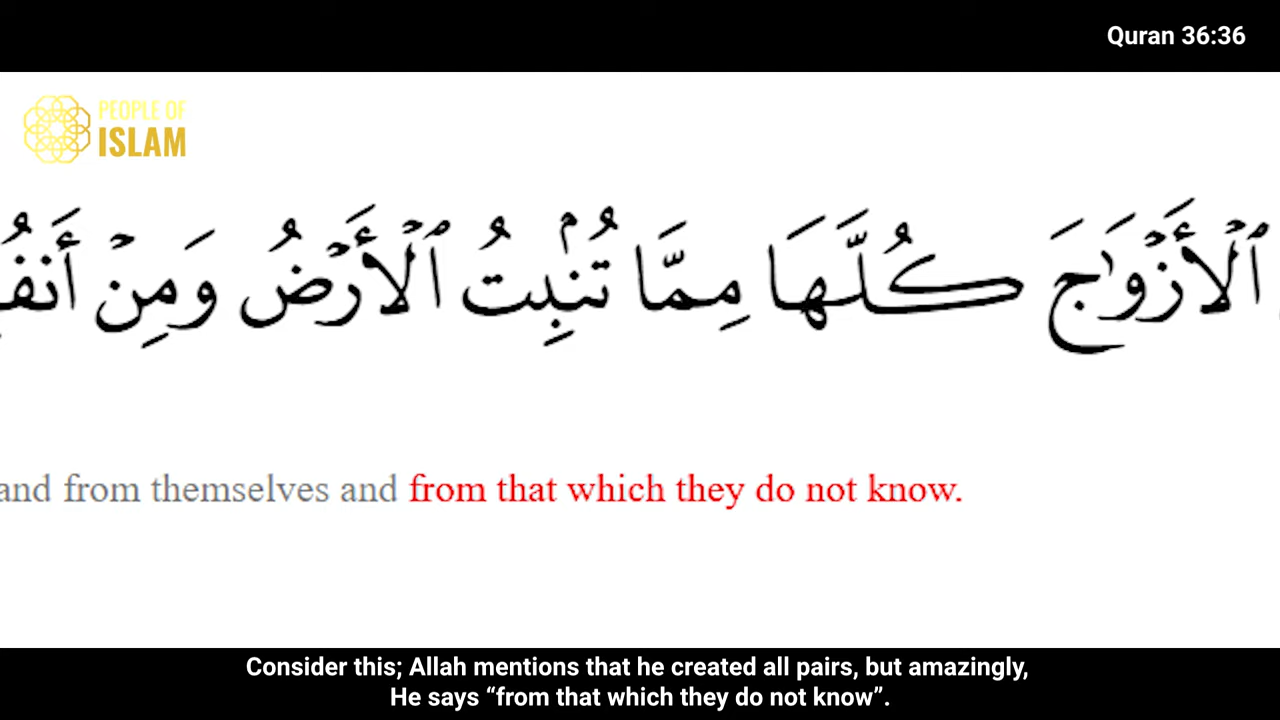 Quran 36:36
PEOPLE OF
ISLAM
ٱلْأَزْوَٰجَ كُلَّهَا مِمَّا تُنۢبِتُ ٱلْأَرْضُ وَمِنْ
and from themselves and from that which they do not know.
Consider this; Allah mentions that he created all pairs, but amazingly,
He says “from that which they do not know”.